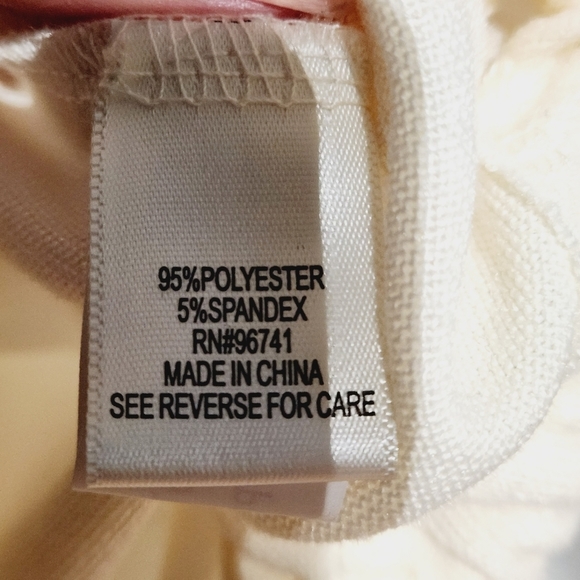 95%POLYESTER
5%SPANDEX
RN#96741
MADE IN CHINA
SEE REVERSE FOR CARE